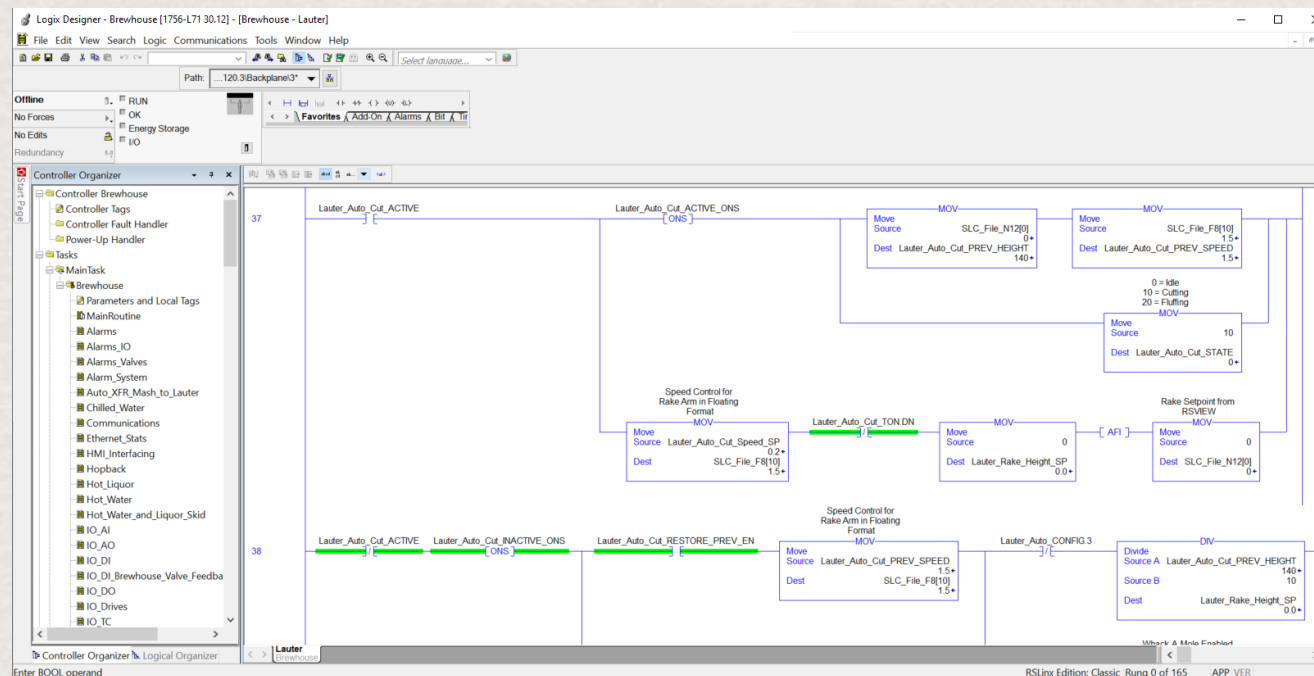 Logix Designer - Brewhouse [1756-L71 30.12] - [Brewhouse - Lauter]
File Edit View Search Logic Communications Tools Window Help
Select language...
Path: ....120.3\Backplane\3*
Offline
RUN
No Forces
OK
Energy Storage
No Edits
I/O
Redundancy
Favorites Add-On Alarms Bit
Start Page
Controller Organizer
Controller Brewhouse
Controller Tags
Controller Fault Handler
Power-Up Handler
Tasks
MainTask
Brewhouse
Parameters and Local Tags
MainRoutine
Alarms
Alarms_IO
Alarms_Valves
Alarm_System
Auto_XFR_Mash_to_Lauter
Chilled_Water
Communications
Ethernet_Stats
HMI_Interfacing
Hopback
Hot_Liquor
Hot_Water
Hot_Water_and_Liquor_Skid
IO_AI
IO_AO
IO_DI
IO_DI_Brewhouse_Valve_Feedba
IO_DO
IO_Drives
IO_TC
Controller Organizer Logical Organizer
37
Lauter_Auto_Cut_ACTIVE
Lauter_Auto_Cut_ACTIVE_ONS
ONS
MOV
Move
Source SLC_File_N12[0]
0
Dest Lauter_Auto_Cut_PREV_HEIGHT
140
MOV
Move
Source SLC_File_F8[10]
1.5
Dest Lauter_Auto_Cut_PREV_SPEED
1.5
0 = Idle
10 = Cutting
20 = Fluffing
MOV
Move
Source 10
Dest Lauter_Auto_Cut_STATE
0
Speed Control for
Rake Arm in Floating
Format
MOV
Move
Source Lauter_Auto_Cut_Speed_SP
0.2
Dest SLC_File_F8[10]
1.5
Lauter_Auto_Cut_TON.DN
MOV
Move
Source 0
Dest Lauter_Rake_Height_SP
0.0
AFI
Rake Setpoint from
RSVIEW
MOV
Move
Source 0
Dest SLC_File_N12[0]
0
38
Lauter_Auto_Cut_ACTIVE
Lauter_Auto_Cut_INACTIVE_ONS
ONS
Lauter_Auto_Cut_RESTORE_PREV_EN
Speed Control for
Rake Arm in Floating
Format
MOV
Move
Source Lauter_Auto_Cut_PREV_SPEED
1.5
Dest SLC_File_F8[10]
1.5
Lauter_Auto_CONFIG.3
DIV
Divide
Source A Lauter_Auto_Cut_PREV_HEIGHT
140
Source B 10
Dest Lauter_Rake_Height_SP
0.0
Whack A Mole Enabled
Lauter
Brewhouse
Enter BOOL operand
RSLinx Edition: Classic Rung 0 of 165 APP VER